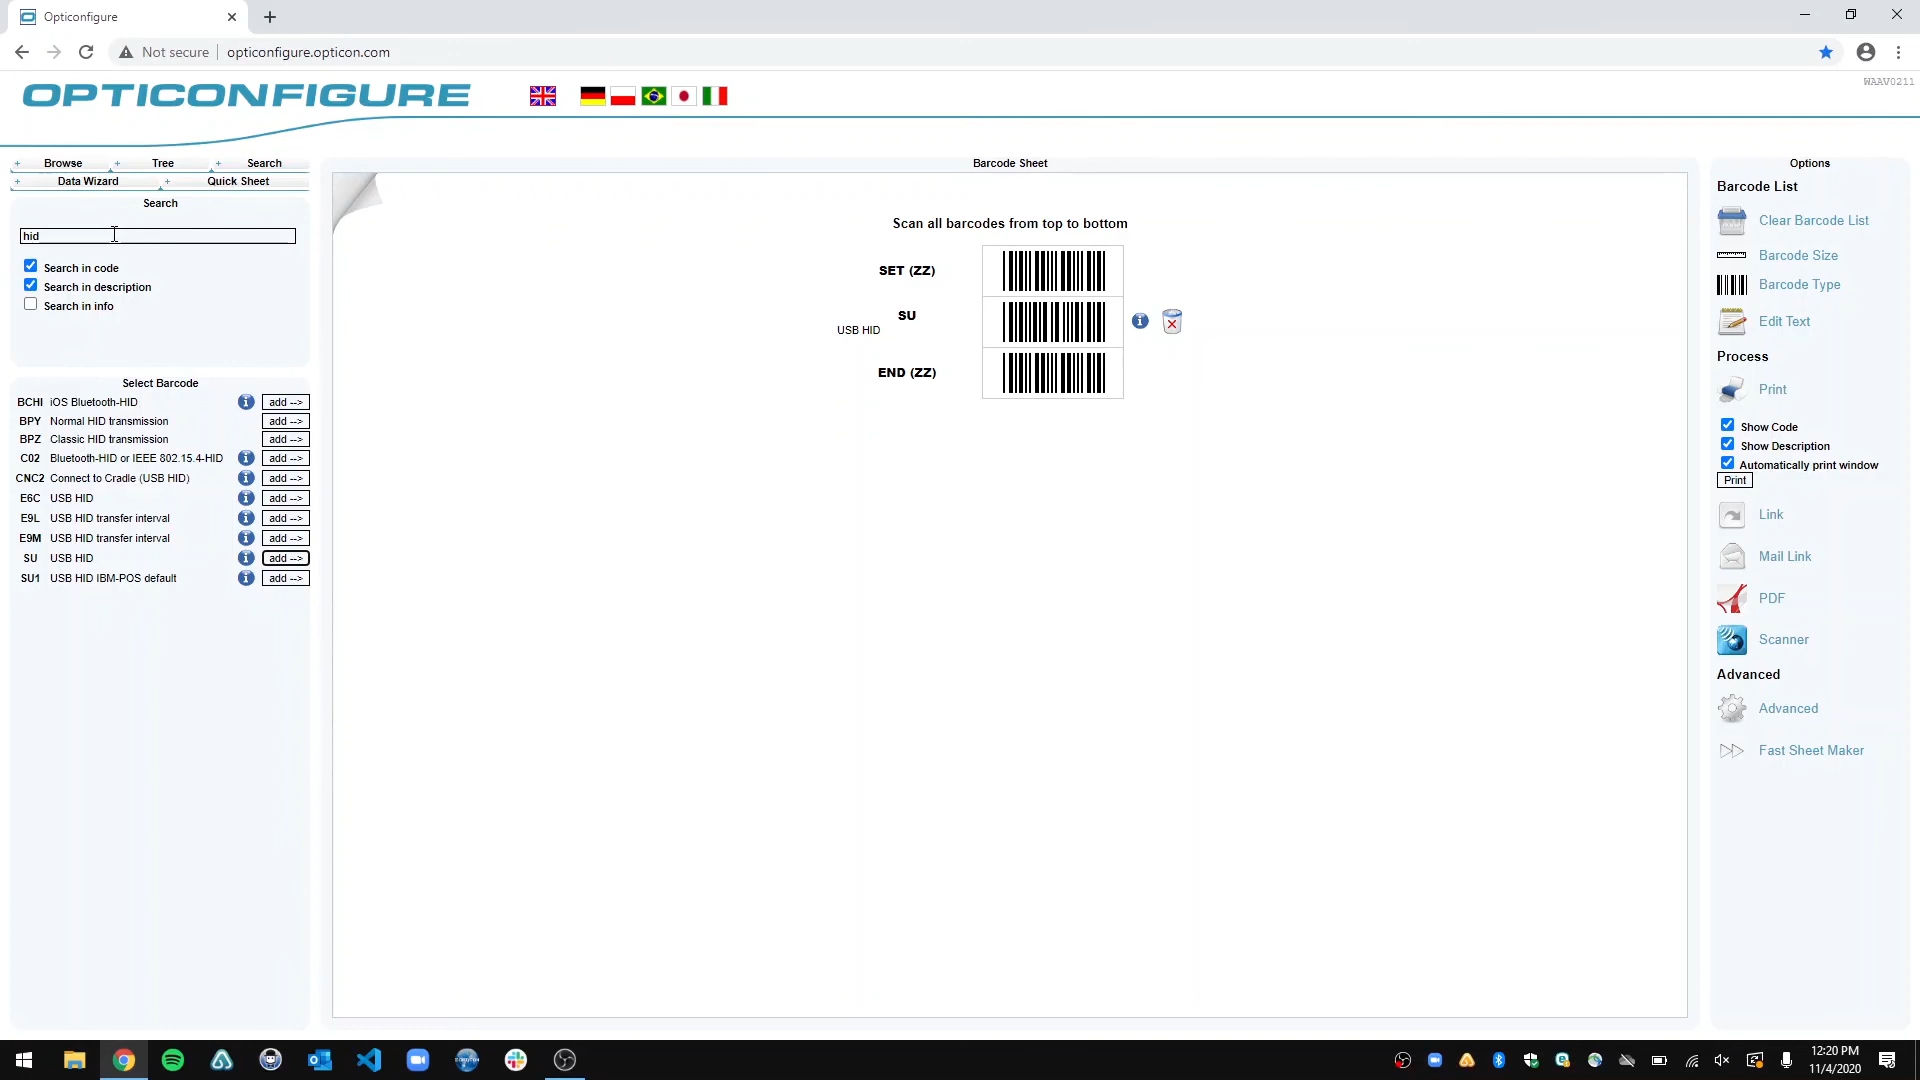 Opticonfigure
Not secure
opticonfigure.opticon.com
OPTICONFIGURE
WAAV0211
Browse
Tree
Search
Data Wizard
Quick Sheet
Search
hid
Search in code
Search in description
Search in info
Select Barcode
BCHI iOS Bluetooth-HID add -->
BPY Normal HID transmission add -->
BPZ Classic HID transmission add -->
C02 Bluetooth-HID or IEEE 802.15.4-HID add -->
CNC2 Connect to Cradle (USB HID) add -->
E6C USB HID add -->
E9L USB HID transfer interval add -->
E9M USB HID transfer interval add -->
SU USB HID add -->
SU1 USB HID IBM-POS default add -->
Barcode Sheet
Scan all barcodes from top to bottom
SET (ZZ)
SU
USB HID
END (ZZ)
Options
Barcode List
Clear Barcode List
Barcode Size
Barcode Type
Edit Text
Process
Print
Show Code
Show Description
Automatically print window
Print
Link
Mail Link
PDF
Scanner
Advanced
Advanced
Fast Sheet Maker
12:20 PM
11/4/2020